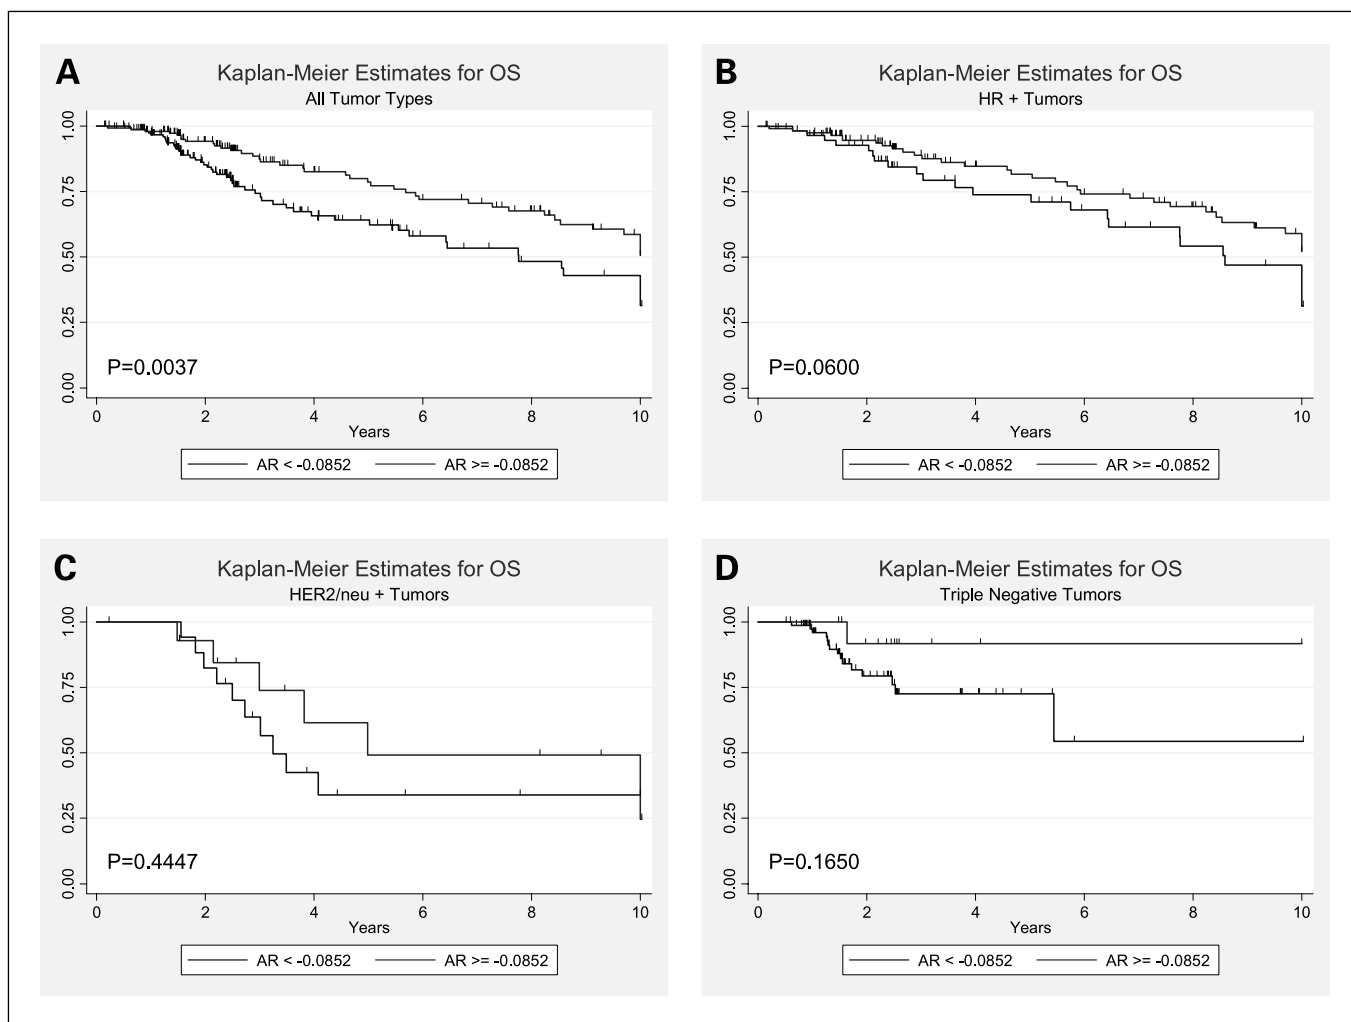 A
Kaplan-Meier Estimates for OS
All Tumor Types
1.00
0.75
0.50
0.25
0.00
P=0.0037
0 2 4 6 8 10
Years
AR < -0.0852 AR >= -0.0852
B
Kaplan-Meier Estimates for OS
HR + Tumors
1.00
0.75
0.50
0.25
0.00
P=0.0600
0 2 4 6 8 10
Years
AR < -0.0852 AR >= -0.0852
C
Kaplan-Meier Estimates for OS
HER2/neu + Tumors
1.00
0.75
0.50
0.25
0.00
P=0.4447
0 2 4 6 8 10
Years
AR < -0.0852 AR >= -0.0852
D
Kaplan-Meier Estimates for OS
Triple Negative Tumors
1.00
0.75
0.50
0.25
0.00
P=0.1650
0 2 4 6 8 10
Years
AR < -0.0852 AR >= -0.0852